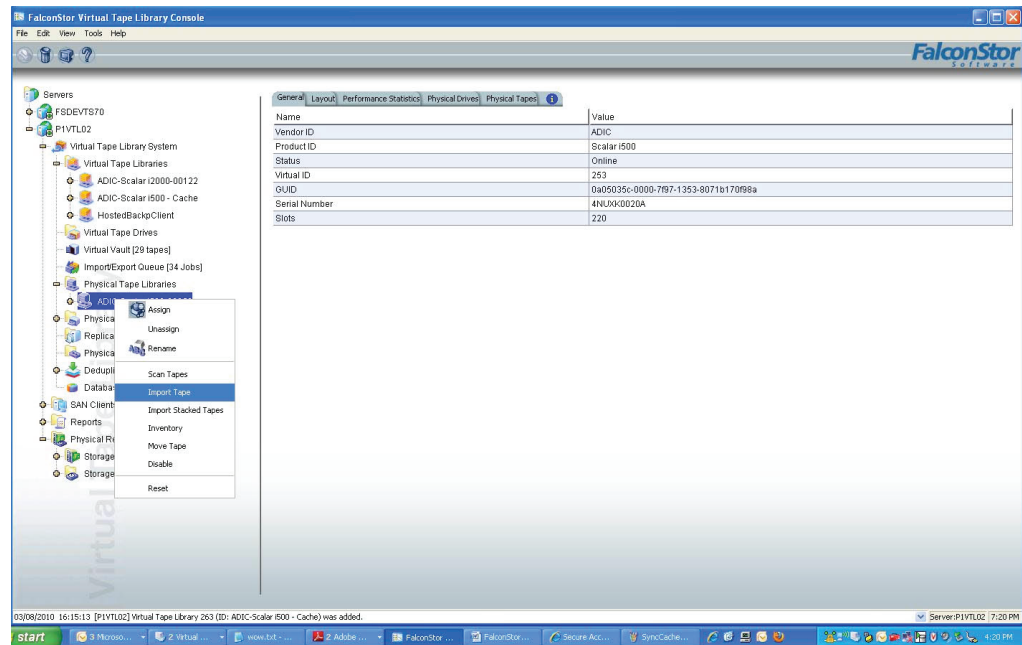 FalconStor Virtual Tape Library Console
File Edit View Tools Help
FalconStor
Software
Servers
FSDEVTS70
P1VTL02
Virtual Tape Library System
Virtual Tape Libraries
ADIC-Scalar i2000-00122
ADIC-Scalar i500 - Cache
HostedBackpClient
Virtual Tape Drives
Virtual Vault [29 tapes]
Import/Export Queue [34 Jobs]
Physical Tape Libraries
ADIC
Physica
Replica
Physica
Dedupli
Databa
SAN Client
Reports
Physical Re
Storage
Storage
Assign
Unassign
Rename
Scan Tapes
Import Tape
Import Stacked Tapes
Inventory
Move Tape
Disable
Reset
General Layout Performance Statistics Physical Drives Physical Tapes
Name Value
Vendor ID ADIC
Product ID Scalar i500
Status Online
Virtual ID 253
GUID 0a05035c-0000-7f97-1353-8071b170f98a
Serial Number 4NUXK0020A
Slots 220
Virtual Tape Library
03/08/2010 16:15:13 [P1VTL02] Virtual Tape Library 263 (ID: ADIC-Scalar i500 - Cache) was added.
Server:P1VTL02 7:20 PM
start 3 Microso... 2 Virtual ... wow.txt - ... 2 Adobe ... FalconStor ... FalconStor... Secure Acc... SyncCache... 4:20 PM